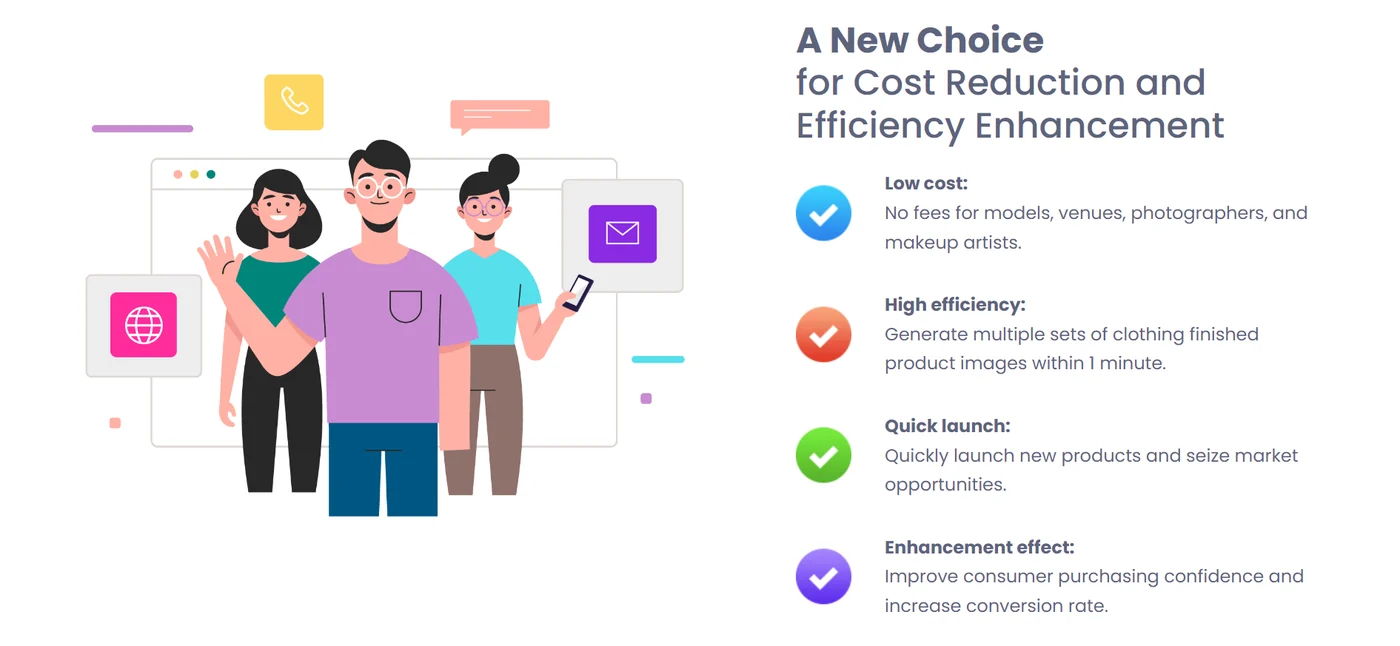 A New Choice
for Cost Reduction and
Efficiency Enhancement
Low cost:
No fees for models, venues, photographers, and
makeup artists.
High efficiency:
Generate multiple sets of clothing finished
product images within 1 minute.
Quick launch:
Quickly launch new products and seize market
opportunities.
Enhancement effect:
Improve consumer purchasing confidence and
increase conversion rate.